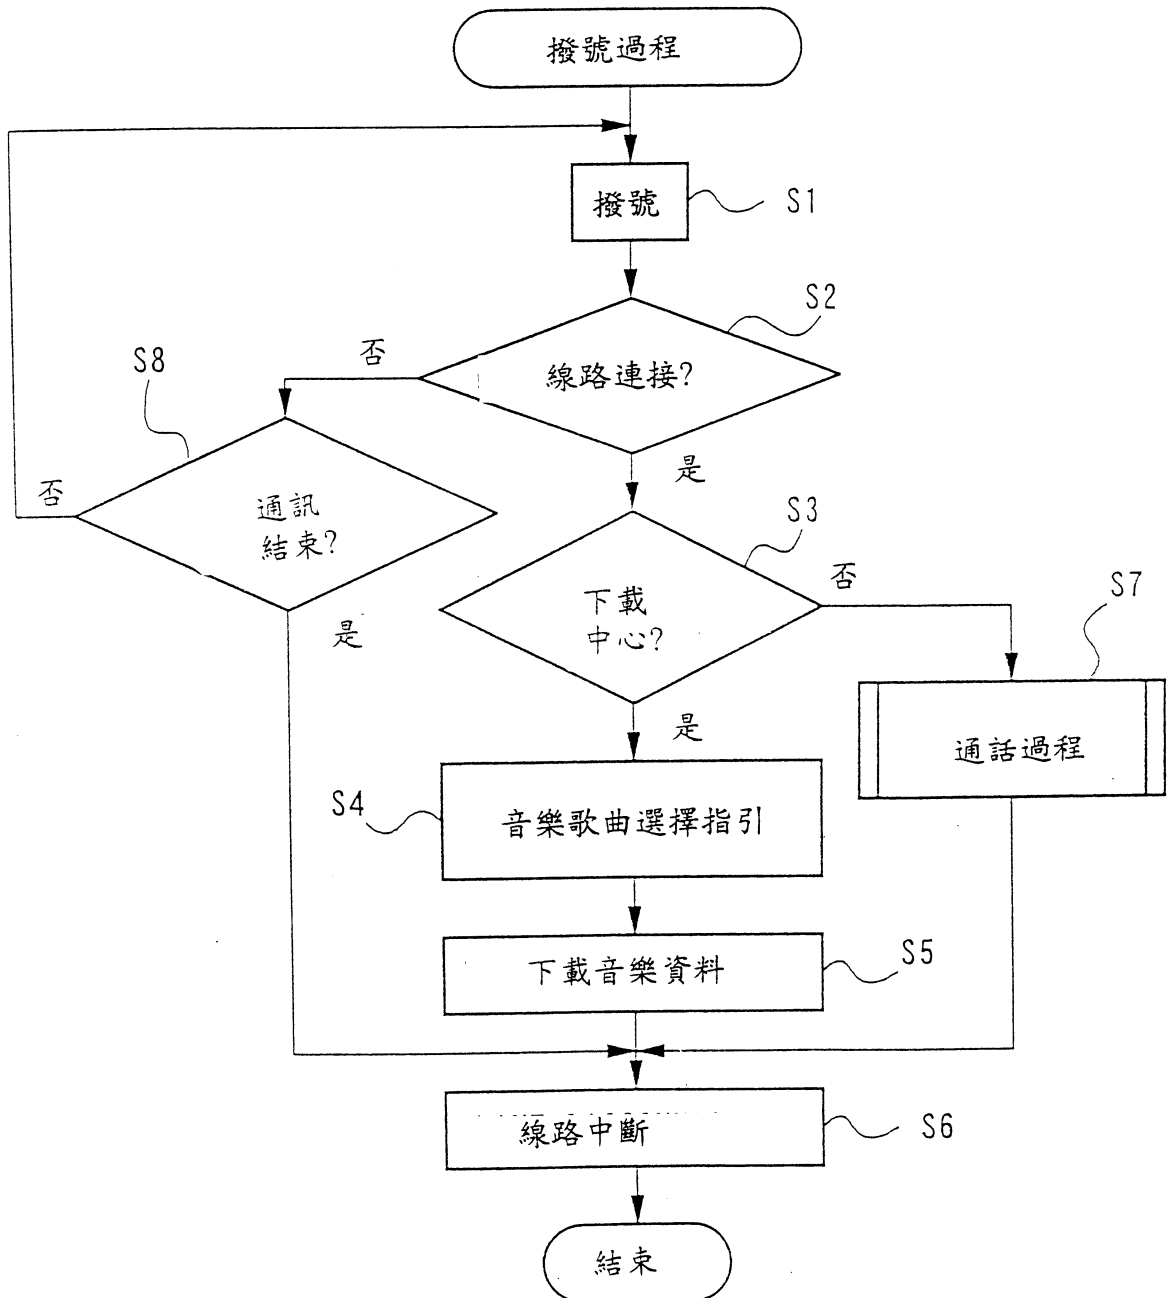 撥號過程
撥號
S1
S2
線路連接?
否
S8
是
否
通訊
結束?
S3
否
下載
中心?
是
S7
是
通話過程
S4
音樂歌曲選擇指引
下載音樂資料
S5
線路中斷
S6
結束